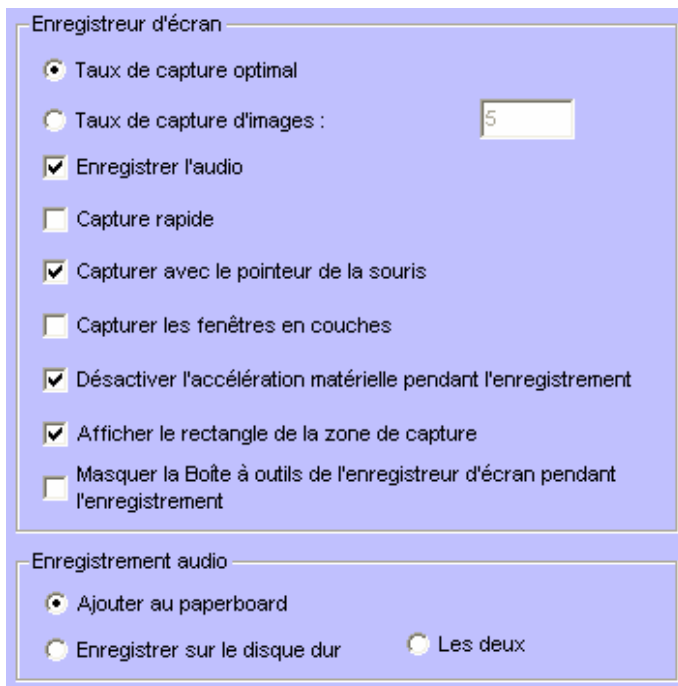 Enregistreur d'écran
Taux de capture optimal
Taux de capture d'images : 5
Enregistrer l'audio
Capture rapide
Capturer avec le pointeur de la souris
Capturer les fenêtres en couches
Désactiver l'accélération matérielle pendant l'enregistrement
Afficher le rectangle de la zone de capture
Masquer la Boîte à outils de l'enregistreur d'écran pendant
l'enregistrement
Enregistrement audio
Ajouter au paperboard
Enregistrer sur le disque dur Les deux